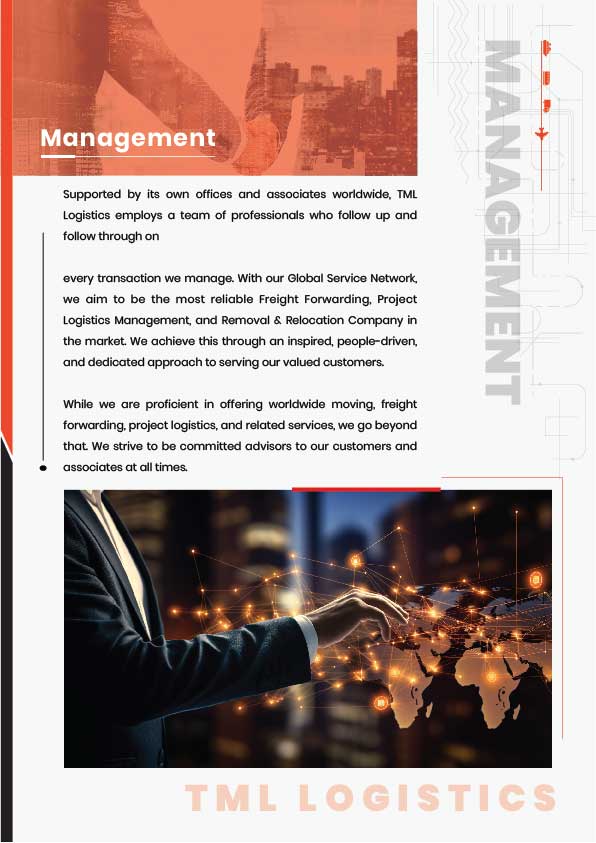 Management
MANAGEMENT
Supported by its own offices and associates worldwide, TML
Logistics employs a team of professionals who follow up and
follow through on
every transaction we manage. With our Global Service Network,
we aim to be the most reliable Freight Forwarding, Project
Logistics Management, and Removal & Relocation Company in
the market. We achieve this through an inspired, people-driven,
and dedicated approach to serving our valued customers.
While we are proficient in offering worldwide moving, freight
forwarding, project logistics, and related services, we go beyond
that. We strive to be committed advisors to our customers and
associates at all times.
TML LOGISTICS